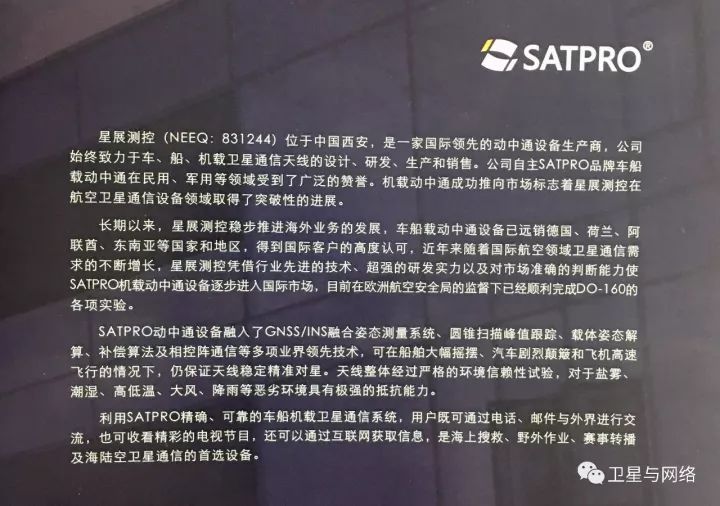 SATPRO®
星展测控(NEEQ：831244)位于中国西安，是一家国际领先的动中通设备生产商，公司
始终致力于车、船、机载卫星通信天线的设计、研发、生产和销售。公司自主SATPRO品牌车船
载动中通在民用、军用等领域受到了广泛的赞誉。机载动中通成功推向市场标志着星展测控在
航空卫星通信设备领域取得了突破性的进展。
长期以来，星展测控稳步推进海外业务的发展，车船载动中通设备已远销德国、荷兰、阿
联酋、东南亚等国家和地区，得到国际客户的高度认可，近年来随着国际航空领域卫星通信需
求的不断增长，星展测控凭借行业先进的技术、超强的研发实力以及对市场准确的判断能力使
SATPRO机载动中通设备逐步进入国际市场，目前在欧洲航空安全局的监督下已经顺利完成DO-160的
各项实验。
SATPRO动中通设备融入了GNSS/INS融合姿态测量系统、圆锥扫描峰值跟踪、载体姿态解
算、补偿算法及相控阵通信等多项业界领先技术，可在船舶大幅摇摆、汽车剧烈颠簸和飞机高速
飞行的情况下，仍保证天线稳定精准对星。天线整体经过严格的环境信赖性试验，对于盐雾、
潮湿、高低温、大风、降雨等恶劣环境具有极强的抵抗能力。
利用SATPRO精确、可靠的车船机载卫星通信系统，用户既可通过电话、邮件与外界进行交
流，也可收看精彩的电视节目，还可以通过互联网获取信息，是海上搜救、野外作业、赛事转播
及海陆空卫星通信的首选设备。
卫星与网络